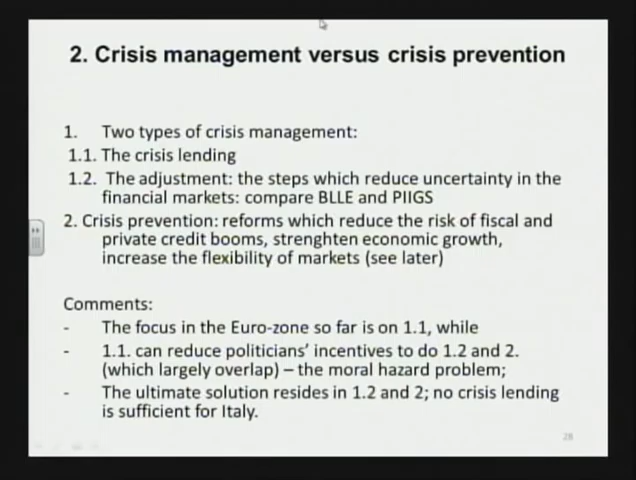 2. Crisis management versus crisis prevention
1. Two types of crisis management:
1.1. The crisis lending
1.2. The adjustment: the steps which reduce uncertainty in the
financial markets: compare BLLE and PIIGS
2. Crisis prevention: reforms which reduce the risk of fiscal and
private credit booms, strenghten economic growth,
increase the flexibility of markets (see later)
Comments:
- The focus in the Euro-zone so far is on 1.1, while
- 1.1. can reduce politicians’ incentives to do 1.2 and 2.
(which largely overlap) – the moral hazard problem;
- The ultimate solution resides in 1.2 and 2; no crisis lending
is sufficient for Italy.
28